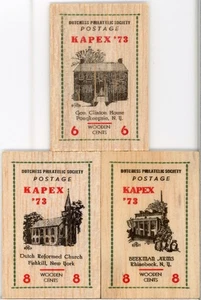 DUTCHESS PHILATELIC SOCIETY
POSTAGE
KAPEX '73
Gov. Clinton House
Poughkeepsie, N. Y.
6 WOODEN CENTS 6
DUTCHESS PHILATELIC SOCIETY
POSTAGE
KAPEX
'73
Dutch Reformed Church
Fishkill, New York
8 WOODEN CENTS 8
DUTCHESS PHILATELIC SOCIETY
POSTAGE
KAPEX
'73
BEEKMAN ARMS
Rhinebeck, N. Y.
8 WOODEN CENTS 8